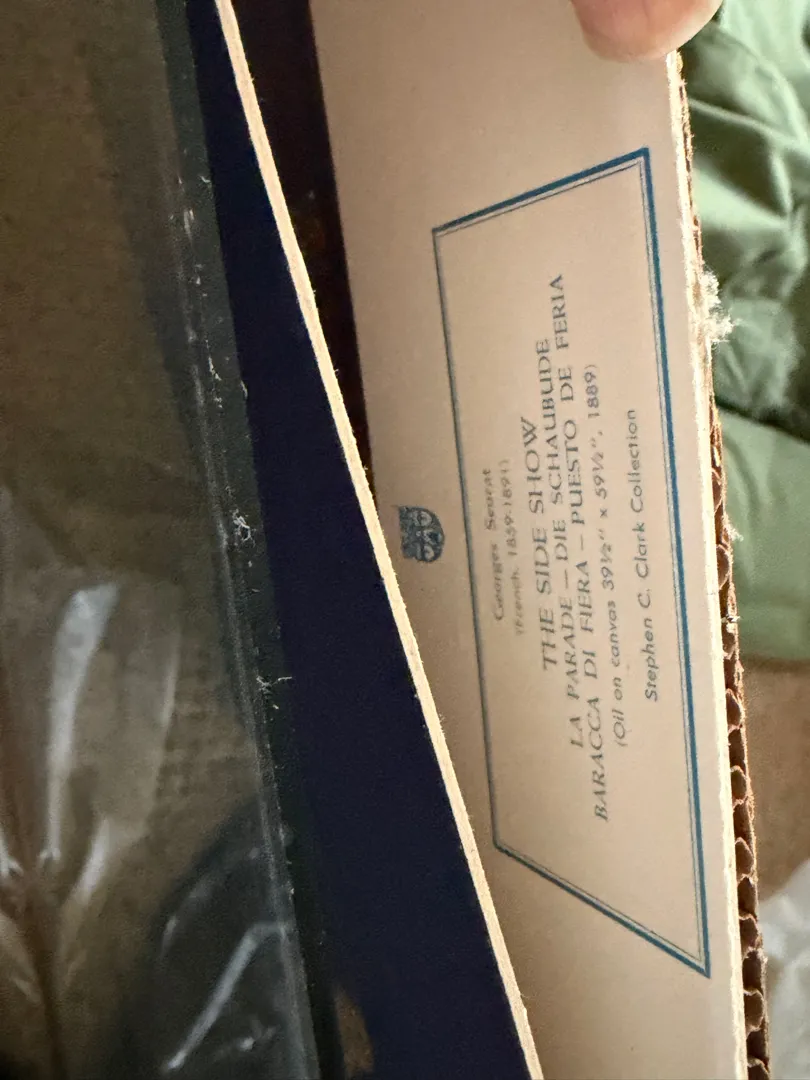 Georges Seurat
(French, 1859-1891)
THE SIDE SHOW
LA PARADE – DIE SCHAUBUDE
BARACCA DI FIERA – PUESTO DE FERIA
(Oil on canvas 39½" x 59½", 1889)
Stephen C. Clark Collection